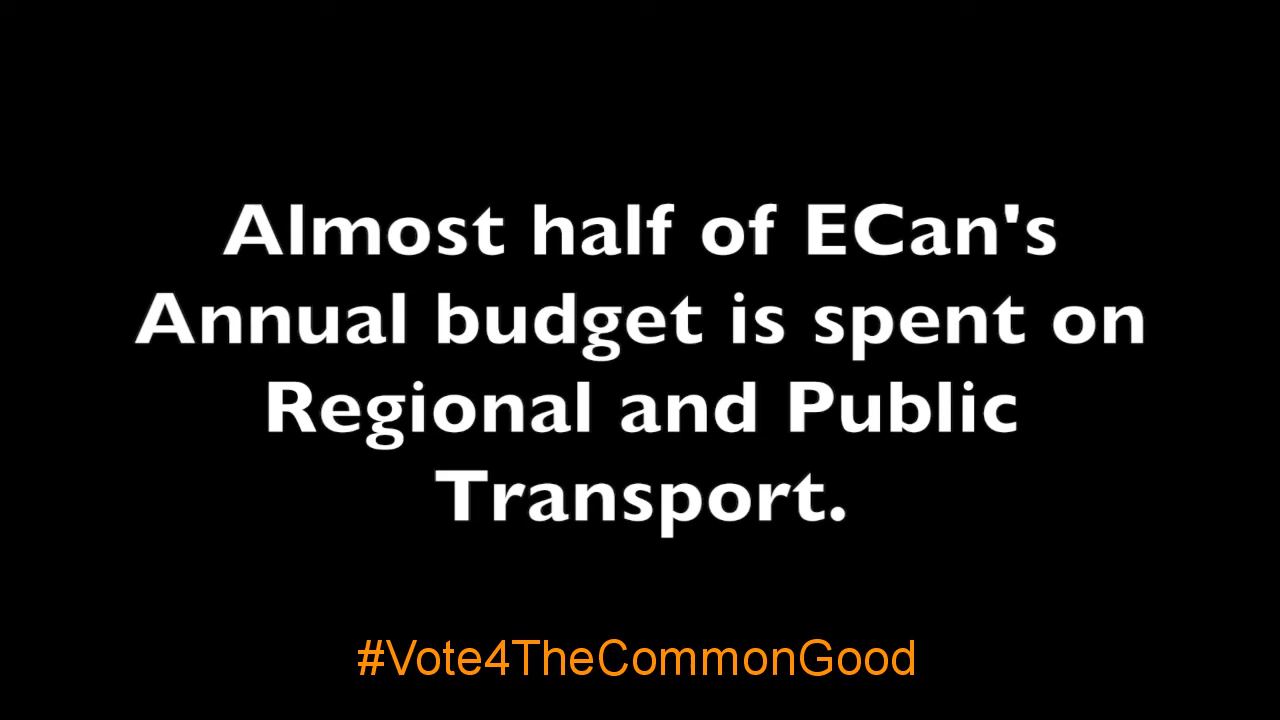 Almost half of ECan's
Annual budget is spent on
Regional and Public
Transport.
#Vote4TheCommonGood